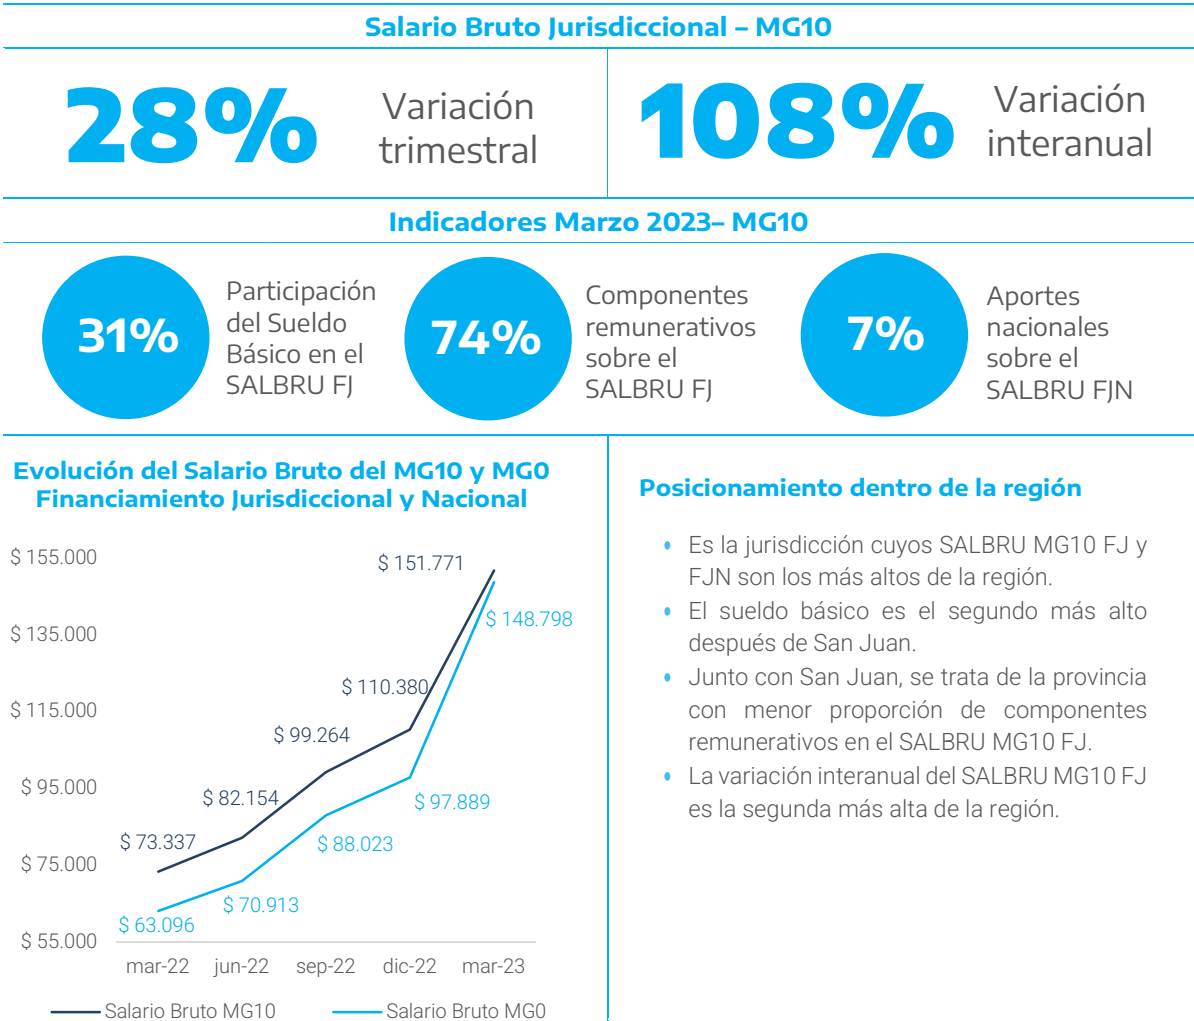 Salario Bruto Jurisdiccional – MG10
28%
Variación
trimestral
108%
Variación
interanual
Indicadores Marzo 2023– MG10
31%
Participación
del Sueldo
Básico en el
SALBRU FJ
74%
Componentes
remunerativos
sobre el
SALBRU FJ
7%
Aportes
nacionales
sobre el
SALBRU FJN
Evolución del Salario Bruto del MG10 y MG0
Financiamiento Jurisdiccional y Nacional
$ 155.000
$ 135.000
$ 115.000
$ 95.000
$ 75.000
$ 55.000
$ 73.337
$ 82.154
$ 99.264
$ 110.380
$ 151.771
$ 63.096
$ 70.913
$ 88.023
$ 97.889
$ 148.798
mar-22 jun-22 sep-22 dic-22 mar-23
Salario Bruto MG10 Salario Bruto MG0
Posicionamiento dentro de la región
• Es la jurisdicción cuyos SALBRU MG10 FJ y
FJN son los más altos de la región.
• El sueldo básico es el segundo más alto
después de San Juan.
• Junto con San Juan, se trata de la provincia
con menor proporción de componentes
remunerativos en el SALBRU MG10 FJ.
• La variación interanual del SALBRU MG10 FJ
es la segunda más alta de la región.